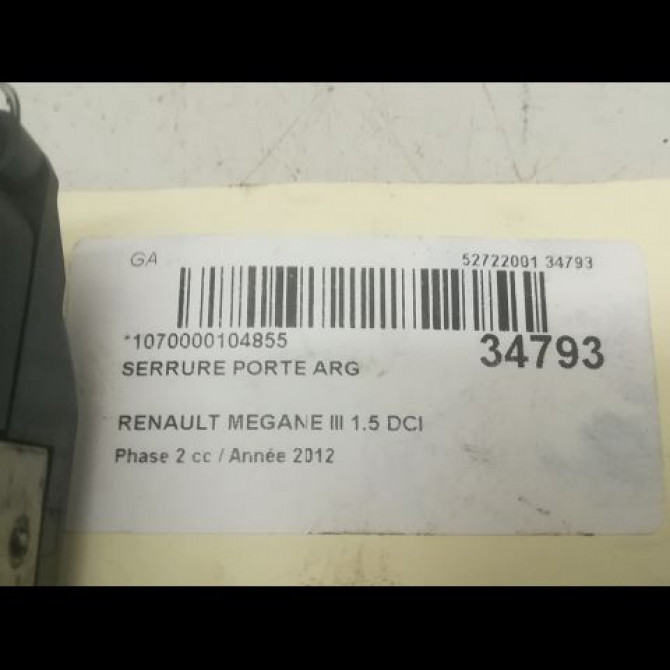 GA 52722001 34793
*1070000104855 34793
SERRURE PORTE ARG
RENAULT MEGANE III 1.5 DCI
Phase 2 cc / Année 2012